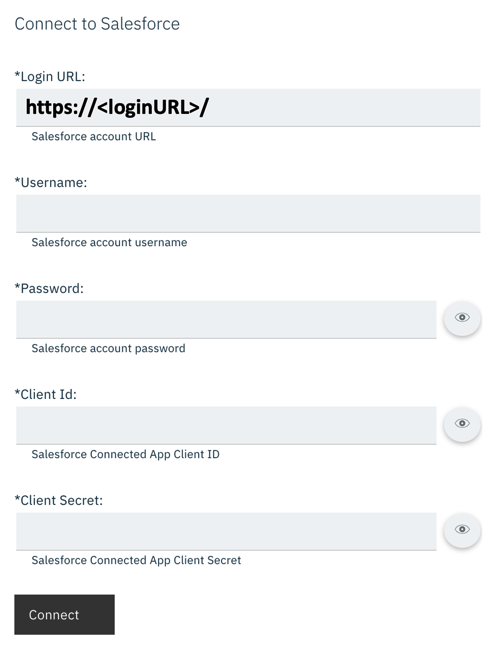 Connect to Salesforce
*Login URL:
https://<loginURL>/
Salesforce account URL
*Username:
Salesforce account username
*Password:
Salesforce account password
*Client Id:
Salesforce Connected App Client ID
*Client Secret:
Salesforce Connected App Client Secret
Connect